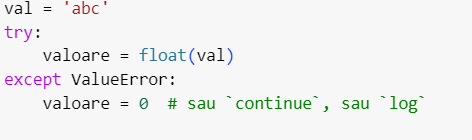 val = 'abc'
try:
    valoare = float(val)
except ValueError:
    valoare = 0  # sau `continue`, sau `log`